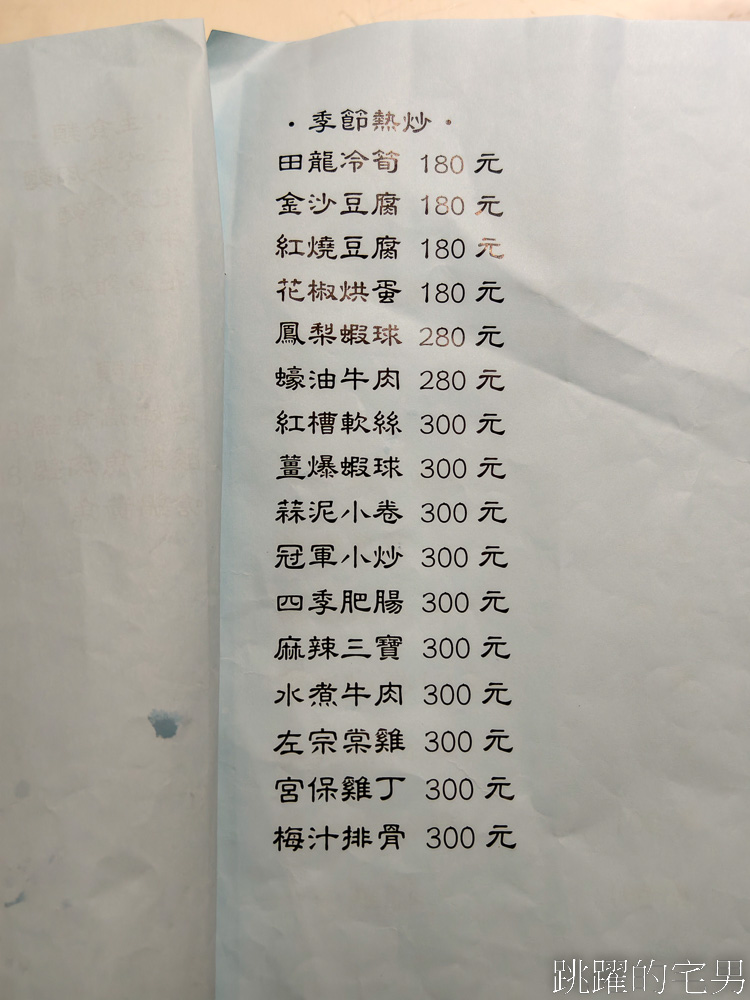 ·季節熱炒·
田龍冷筍 180 元
金沙豆腐 180 元
紅燒豆腐 180 元
花椒烘蛋 180 元
鳳梨蝦球 280 元
蠔油牛肉 280 元
紅槽軟絲 300 元
薑爆蝦球 300 元
蒜泥小卷 300 元
冠軍小炒 300 元
四季肥腸 300 元
麻辣三寶 300 元
水煮牛肉 300 元
左宗棠雞 300 元
宮保雞丁 300 元
梅汁排骨 300 元
跳躍的宅男